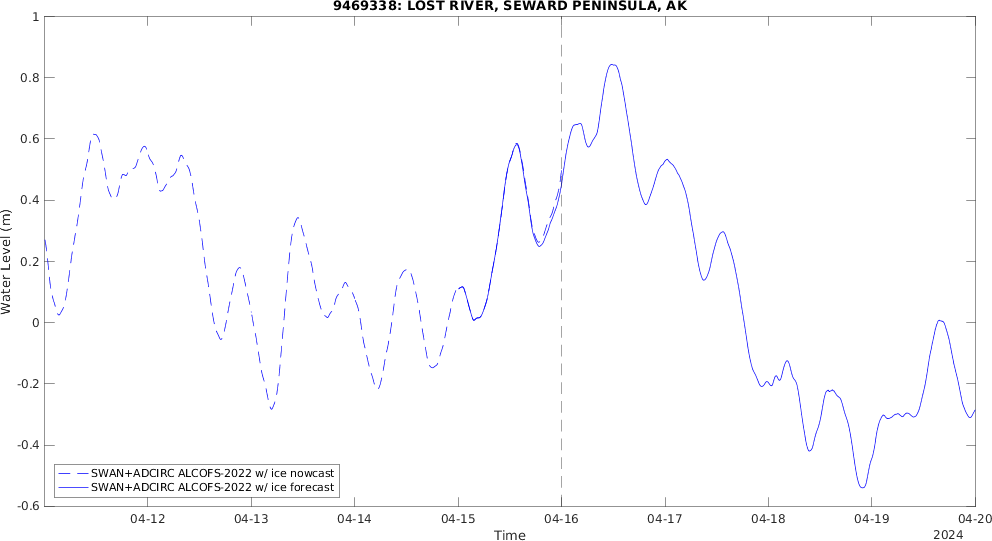 9469338: LOST RIVER, SEWARD PENINSULA, AK
1
0.8
0.6
0.4
0.2
0
-0.2
-0.4
-0.6
Water Level (m)
SWAN+ADCIRC ALCOFS-2022 w/ ice nowcast
SWAN+ADCIRC ALCOFS-2022 w/ ice forecast
04-12 04-13 04-14 04-15 04-16 04-17 04-18 04-19 04-20
Time
2024